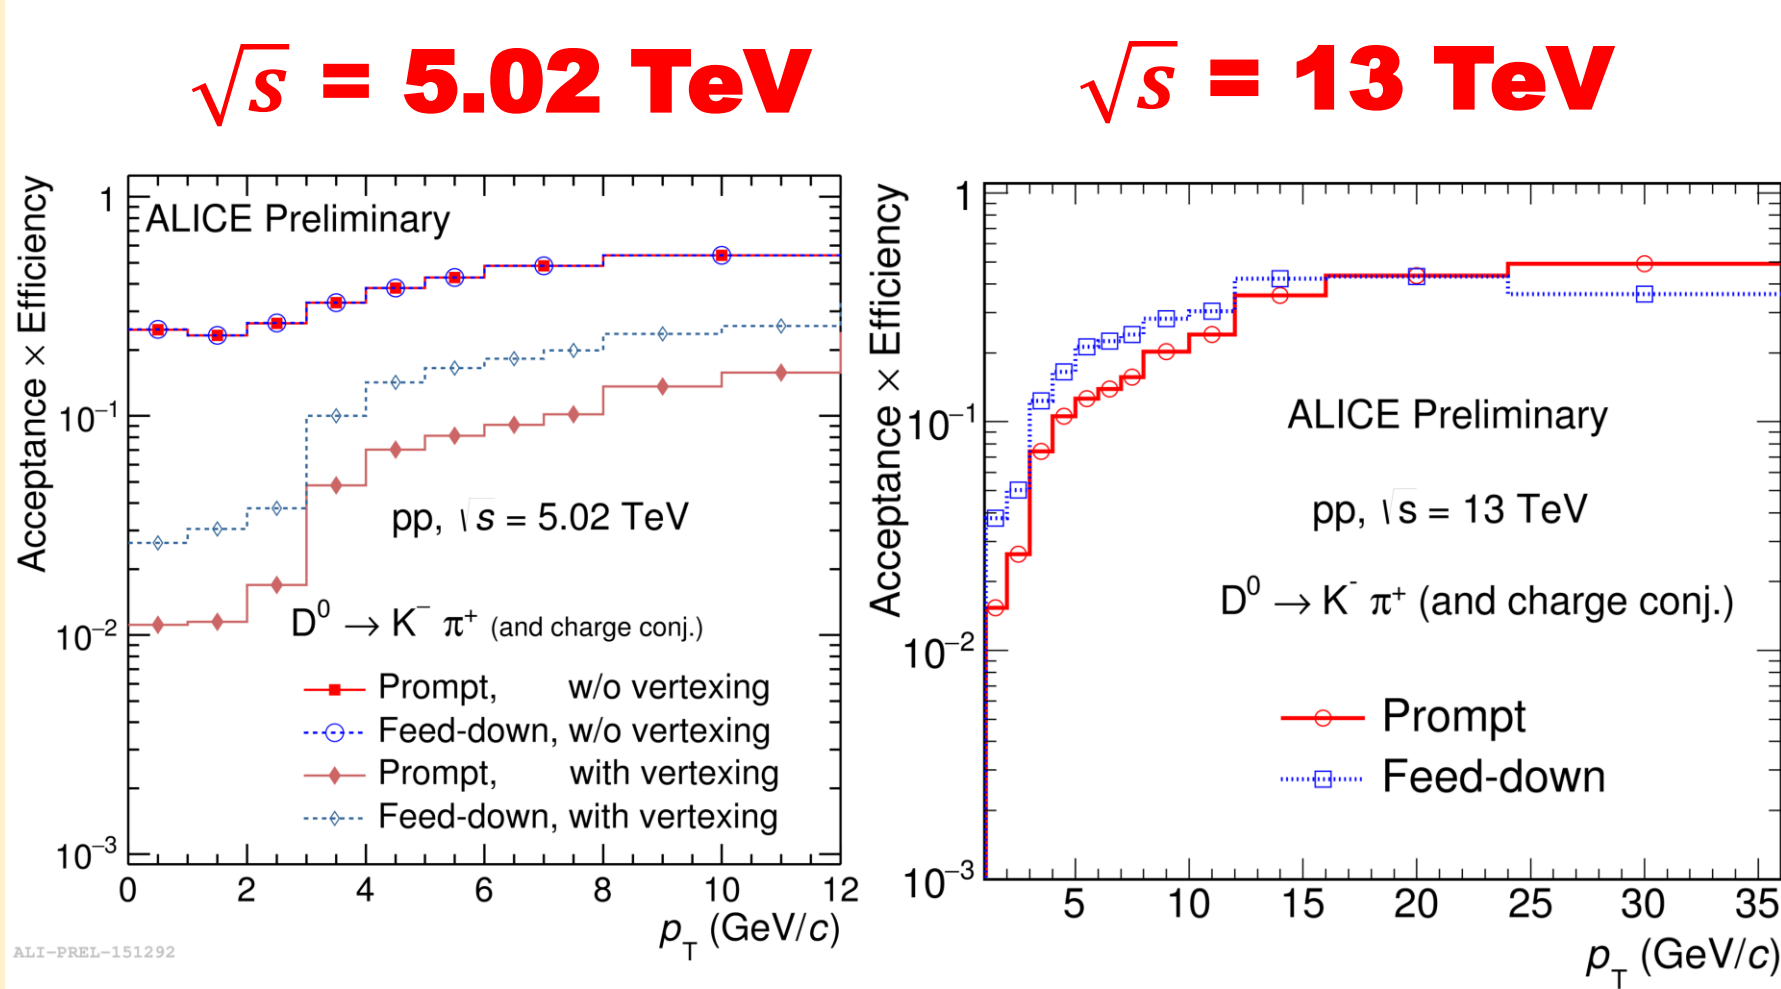 √s = 5.02 TeV
√s = 13 TeV
Acceptance × Efficiency
1
10⁻¹
10⁻²
10⁻³
ALICE Preliminary
pp, √s = 5.02 TeV
D⁰ → K⁻ π⁺ (and charge conj.)
Prompt, w/o vertexing
Feed-down, w/o vertexing
Prompt, with vertexing
Feed-down, with vertexing
0 2 4 6 8 10 12
p_T (GeV/c)
ALI-PREL-151292
Acceptance × Efficiency
1
10⁻¹
10⁻²
10⁻³
ALICE Preliminary
pp, √s = 13 TeV
D⁰ → K⁻ π⁺ (and charge conj.)
Prompt
Feed-down
5 10 15 20 25 30 35
p_T (GeV/c)